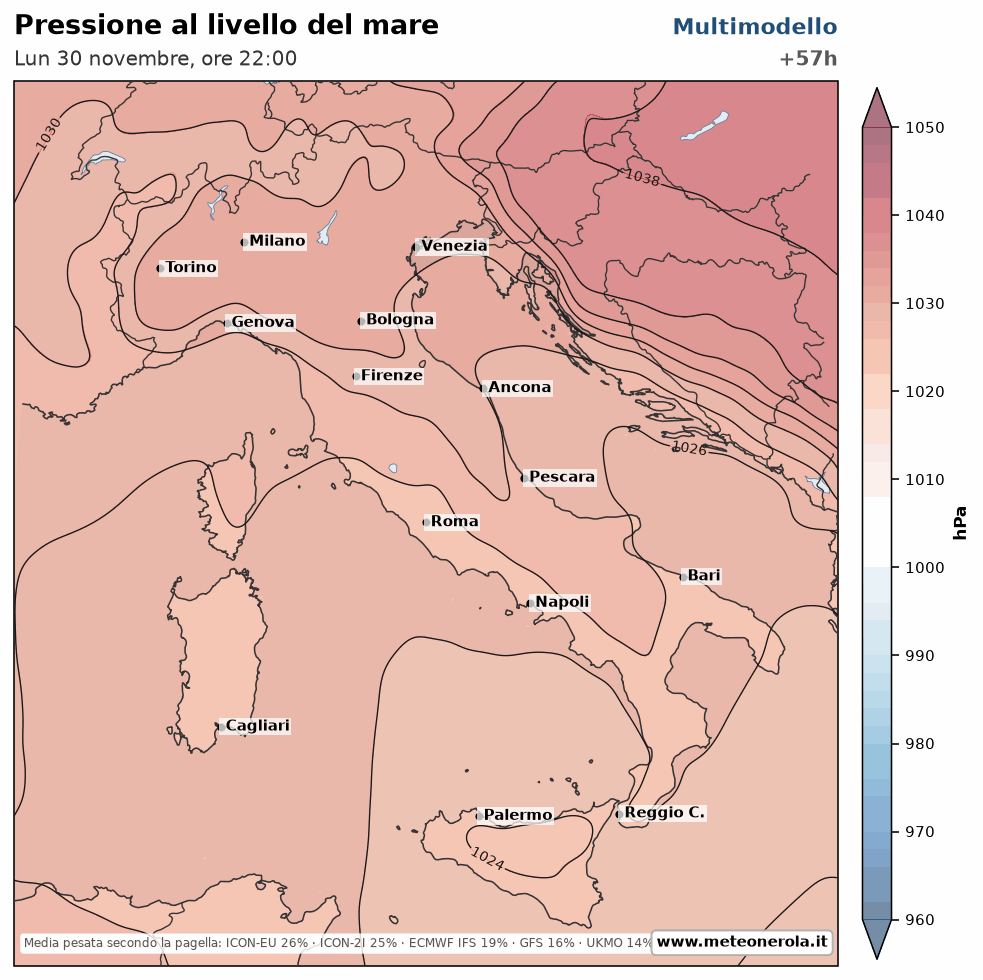 Pressione al livello del mare
Multimodello
Lun 30 novembre, ore 22:00
+57h
1030
1038
Milano
Venezia
Torino
Genova
Bologna
Firenze
Ancona
1026
Pescara
Roma
Bari
Napoli
Cagliari
Palermo
Reggio C.
1024
Media pesata secondo la pagella: ICON-EU 26% · ICON-2I 25% · ECMWF IFS 19% · GFS 16% · UKMO 14%
www.meteonerola.it
1050
1040
1030
1020
1010
1000
990
980
970
960
hPa